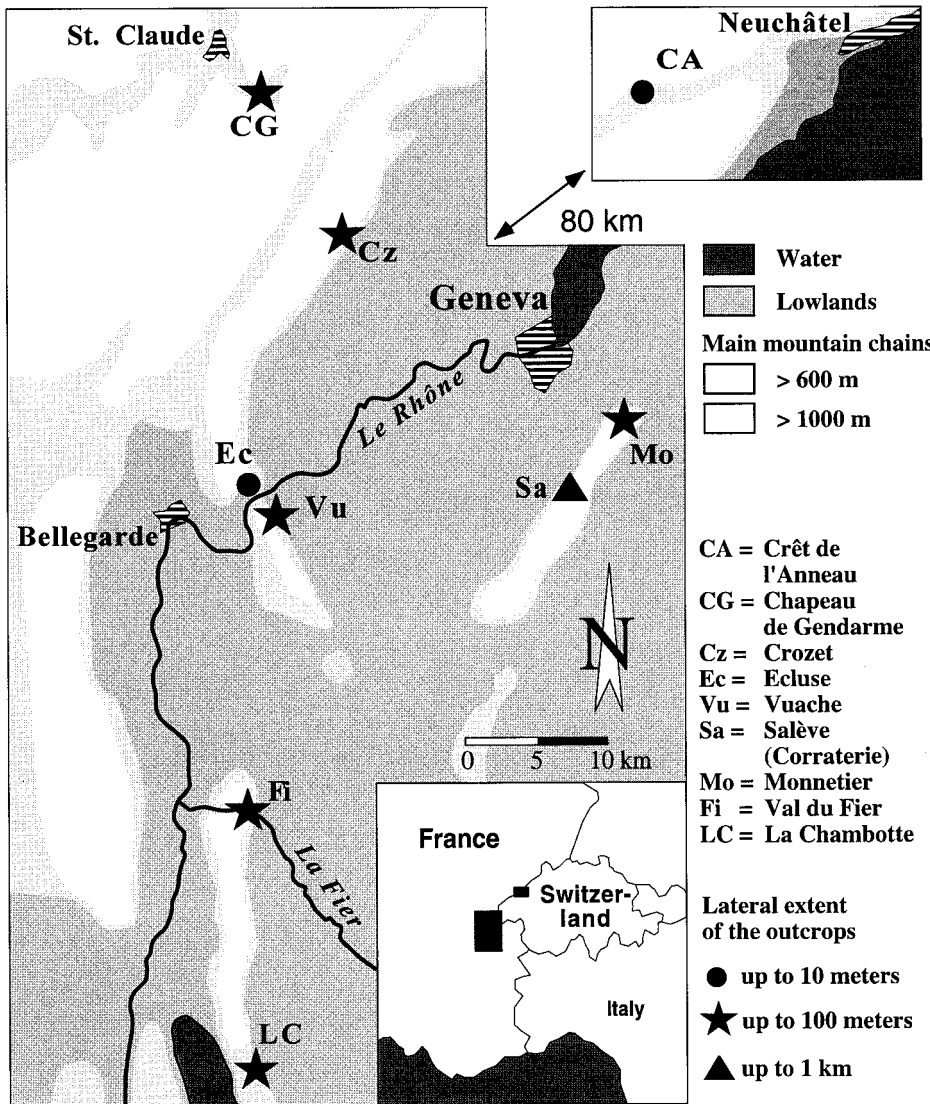 St. Claude
CG
Neuchâtel
CA
80 km
Cz
Geneva
Le Rhône
Ec
Vu
Bellegarde
Mo
Sa
N
0 5 10 km
Fi
La Fier
LC
Water
Lowlands
Main mountain chains
> 600 m
> 1000 m
CA = Crêt de
l'Anneau
CG = Chapeau
de Gendarme
Cz = Crozet
Ec = Ecluse
Vu = Vuache
Sa = Salève
(Corraterie)
Mo = Monnetier
Fi = Val du Fier
LC = La Chambotte
France
Switzer-
land
Italy
Lateral extent
of the outcrops
up to 10 meters
up to 100 meters
up to 1 km